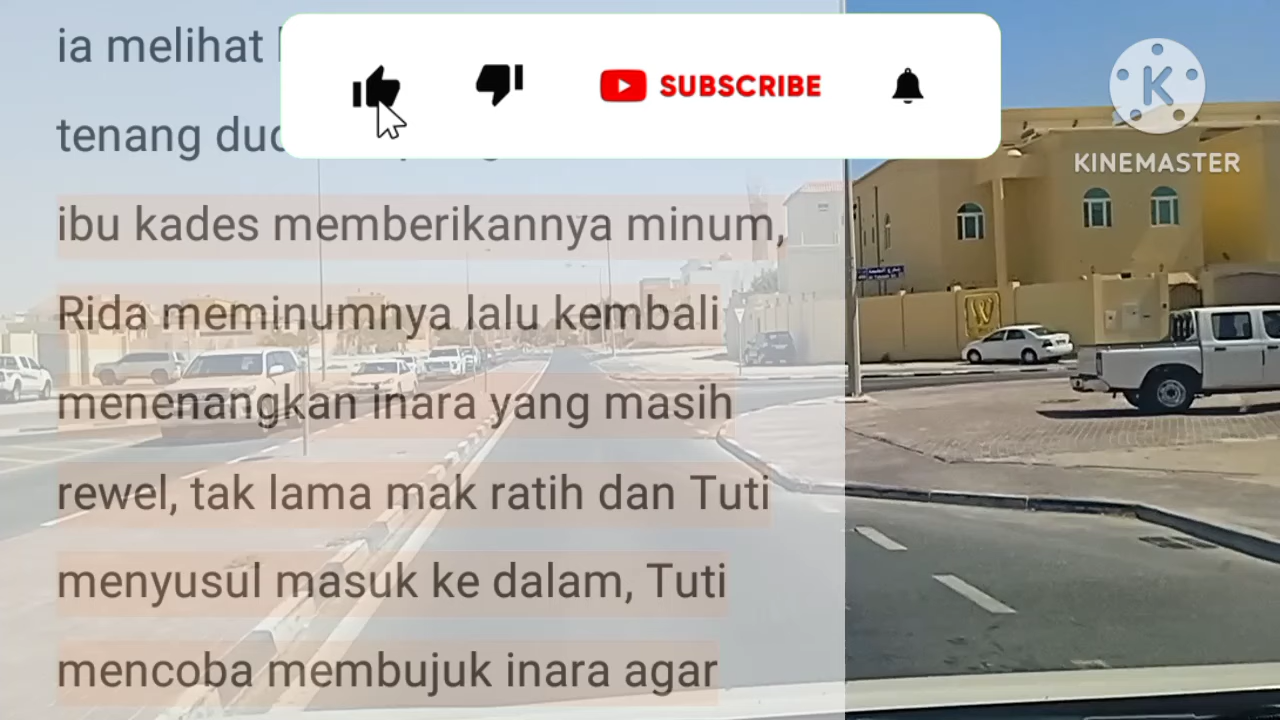 ia melihat
tenang
SUBSCRIBE
KINEMASTER
ibu kades memberikannya minum,
Rida meminumnya lalu kembali
menenangkan inara yang masih
rewel, tak lama mak ratih dan Tuti
menyusul masuk ke dalam, Tuti
mencoba membujuk inara agar
K
W